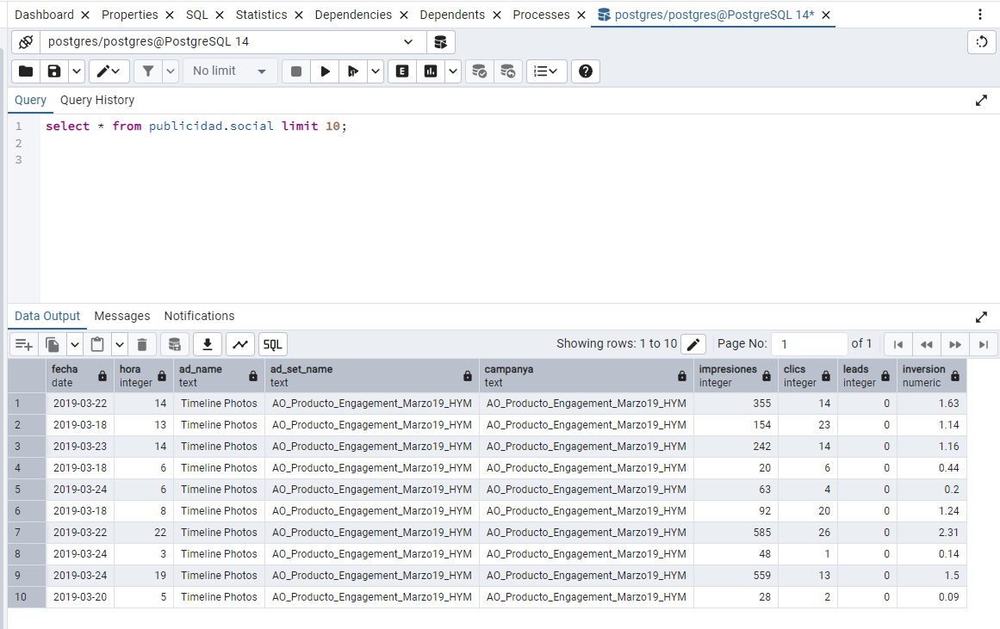 Dashboard Properties SQL Statistics Dependencies Dependents Processes postgres/postgres@PostgreSQL 14*
postgres/postgres@PostgreSQL 14
No limit E
Query Query History
1 select * from publicidad.social limit 10;
2
3
Data Output Messages Notifications
SQL Showing rows: 1 to 10 Page No: 1 of 1
fecha hora ad_name ad_set_name campanya impresiones clics leads inversion
date integer text text text integer integer integer numeric
1 2019-03-22 14 Timeline Photos AO_Producto_Engagement_Marzo19_HYM AO_Producto_Engagement_Marzo19_HYM 355 14 0 1.63
2 2019-03-18 13 Timeline Photos AO_Producto_Engagement_Marzo19_HYM AO_Producto_Engagement_Marzo19_HYM 154 23 0 1.14
3 2019-03-23 14 Timeline Photos AO_Producto_Engagement_Marzo19_HYM AO_Producto_Engagement_Marzo19_HYM 242 14 0 1.16
4 2019-03-18 6 Timeline Photos AO_Producto_Engagement_Marzo19_HYM AO_Producto_Engagement_Marzo19_HYM 20 6 0 0.44
5 2019-03-24 6 Timeline Photos AO_Producto_Engagement_Marzo19_HYM AO_Producto_Engagement_Marzo19_HYM 63 4 0 0.2
6 2019-03-18 8 Timeline Photos AO_Producto_Engagement_Marzo19_HYM AO_Producto_Engagement_Marzo19_HYM 92 20 0 1.24
7 2019-03-22 22 Timeline Photos AO_Producto_Engagement_Marzo19_HYM AO_Producto_Engagement_Marzo19_HYM 585 26 0 2.31
8 2019-03-24 3 Timeline Photos AO_Producto_Engagement_Marzo19_HYM AO_Producto_Engagement_Marzo19_HYM 48 1 0 0.14
9 2019-03-24 19 Timeline Photos AO_Producto_Engagement_Marzo19_HYM AO_Producto_Engagement_Marzo19_HYM 559 13 0 1.5
10 2019-03-20 5 Timeline Photos AO_Producto_Engagement_Marzo19_HYM AO_Producto_Engagement_Marzo19_HYM 28 2 0 0.09